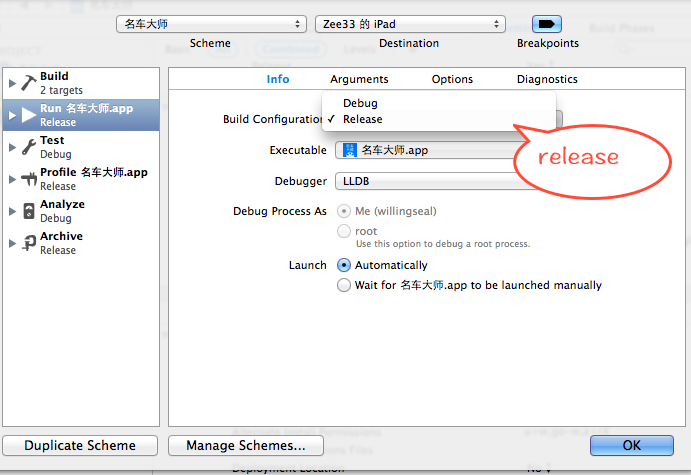 名车大师
Zee33 的 iPad
Scheme
Destination
Breakpoints
Build
2 targets
Run 名车大师.app
Release
Test
Debug
Profile 名车大师.app
Release
Analyze
Debug
Archive
Release
Info
Arguments
Options
Diagnostics
Build Configuration
Debug
✓ Release
release
Executable
名车大师.app
Debugger
LLDB
Debug Process As
Me (willingseal)
root
Use this option to debug a root process.
Launch
Automatically
Wait for 名车大师.app to be launched manually
Duplicate Scheme
Manage Schemes...
OK
Deployment Location